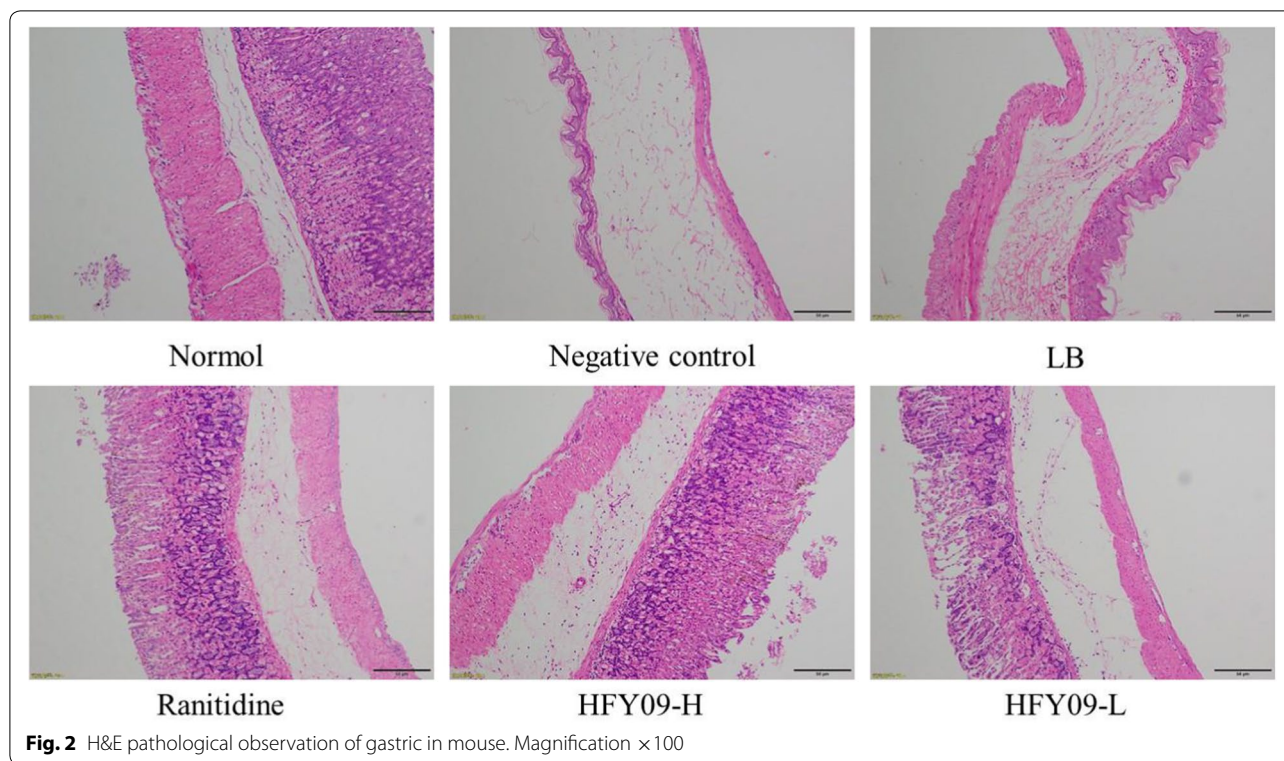 Normol
Negative control
LB
Ranitidine
HFY09-H
HFY09-L
Fig. 2 H&E pathological observation of gastric in mouse. Magnification ×100